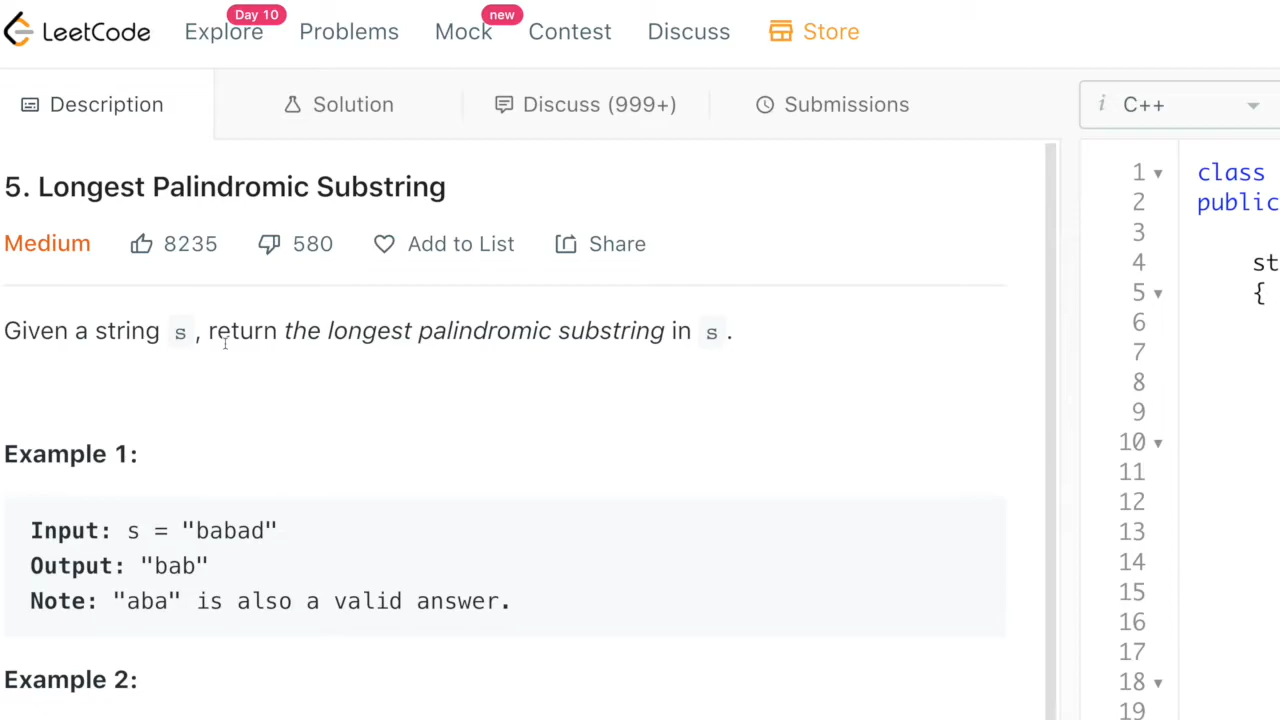 Day 10
new
LeetCode Explore Problems Mock Contest Discuss Store
Description Solution Discuss (999+) Submissions i C++
5. Longest Palindromic Substring
Medium 8235 580 Add to List Share
Given a string s, return the longest palindromic substring in s.
Example 1:
Input: s = "babad"
Output: "bab"
Note: "aba" is also a valid answer.
Example 2:
1 class
2 public
3
4 st
5 {
6
7
8
9
10
11
12
13
14
15
16
17
18
19